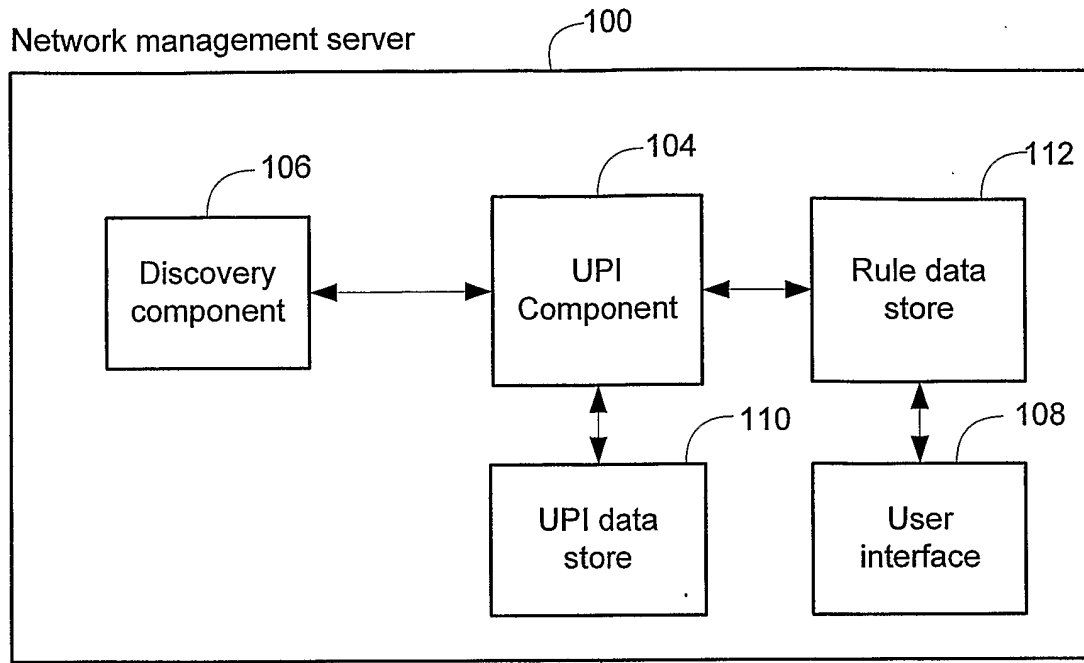 100
Network management server
106
104
112
Discovery
component
UPI
Component
Rule data
store
110
108
UPI data
store
User
interface